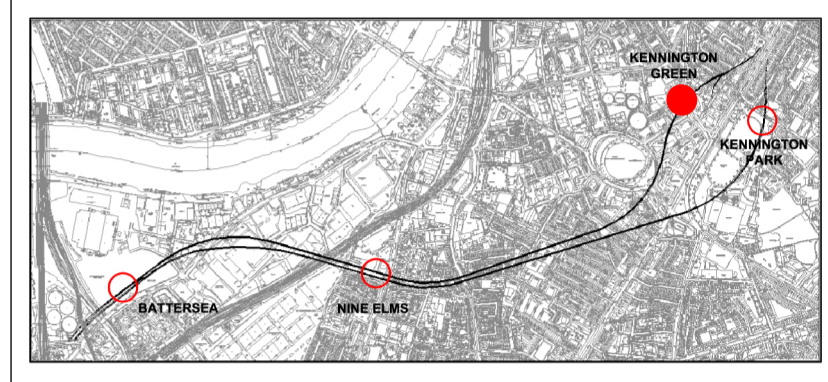 KENNINGTON
GREEN
KENNINGTON
PARK
BATTERSEA
NINE ELMS